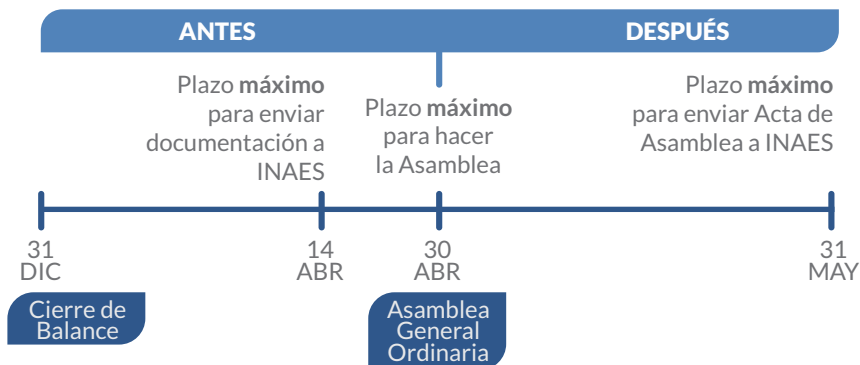 ANTES
DESPUÉS
Plazo máximo
para enviar
documentación a
INAES
Plazo máximo
para hacer
la Asamblea
Plazo máximo
para enviar Acta de
Asamblea a INAES
31
DIC
14
ABR
30
ABR
31
MAY
Cierre de
Balance
Asamblea
General
Ordinaria